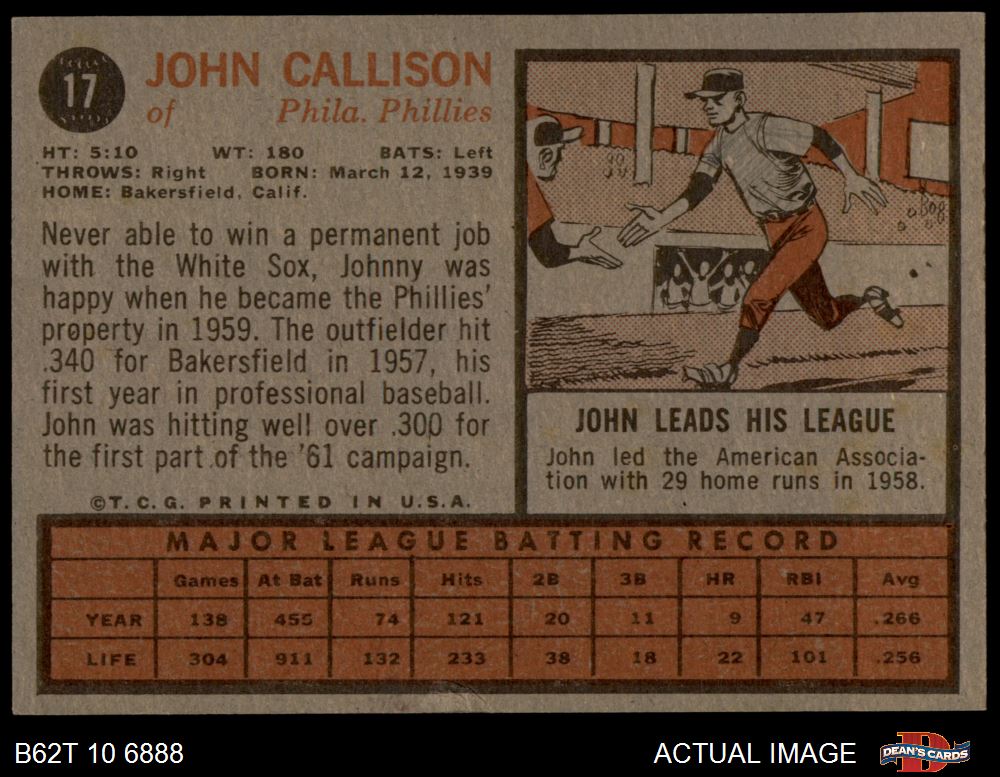 17
JOHN CALLISON
of Phila. Phillies
HT: 5:10 WT: 180 BATS: Left
THROWS: Right BORN: March 12, 1939
HOME: Bakersfield, Calif.
Never able to win a permanent job
with the White Sox, Johnny was
happy when he became the Phillies'
property in 1959. The outfielder hit
.340 for Bakersfield in 1957, his
first year in professional baseball.
John was hitting well over .300 for
the first part of the '61 campaign.
©T.C.G. PRINTED IN U.S.A.
JOHN LEADS HIS LEAGUE
John led the American Associa-
tion with 29 home runs in 1958.
MAJOR LEAGUE BATTING RECORD
Games At Bat Runs Hits 2B 3B HR RBI Avg
YEAR 138 455 74 121 20 11 9 47 .266
LIFE 304 911 132 233 38 18 22 101 .256
B62T 10 6888
ACTUAL IMAGE
DEAN'S CARDS